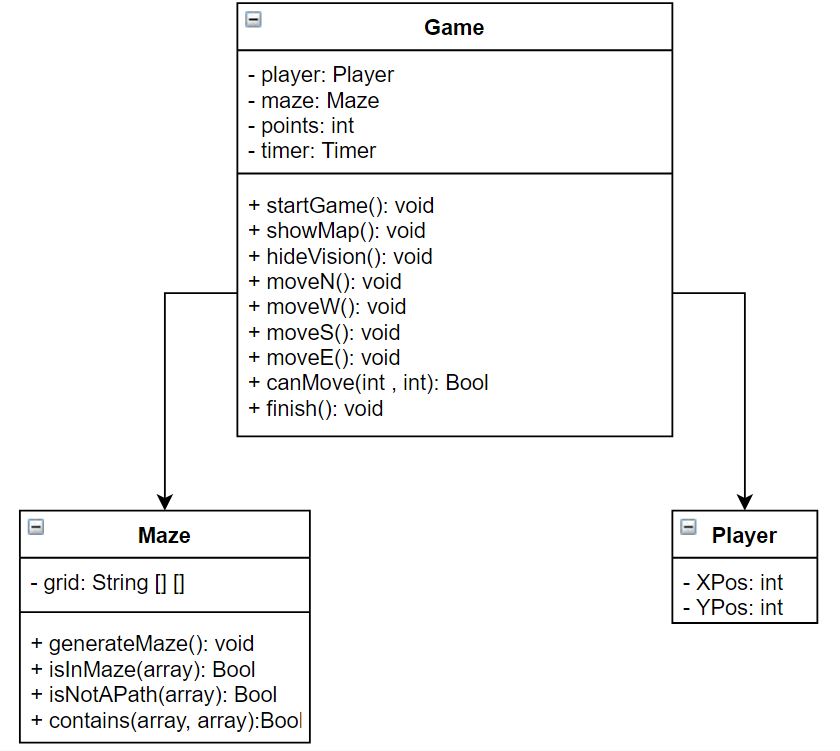 Game
- player: Player
- maze: Maze
- points: int
- timer: Timer
+ startGame(): void
+ showMap(): void
+ hideVision(): void
+ moveN(): void
+ moveW(): void
+ moveS(): void
+ moveE(): void
+ canMove(int , int): Bool
+ finish(): void
Maze
- grid: String [] []
+ generateMaze(): void
+ isInMaze(array): Bool
+ isNotAPath(array): Bool
+ contains(array, array):Bool
Player
- XPos: int
- YPos: int